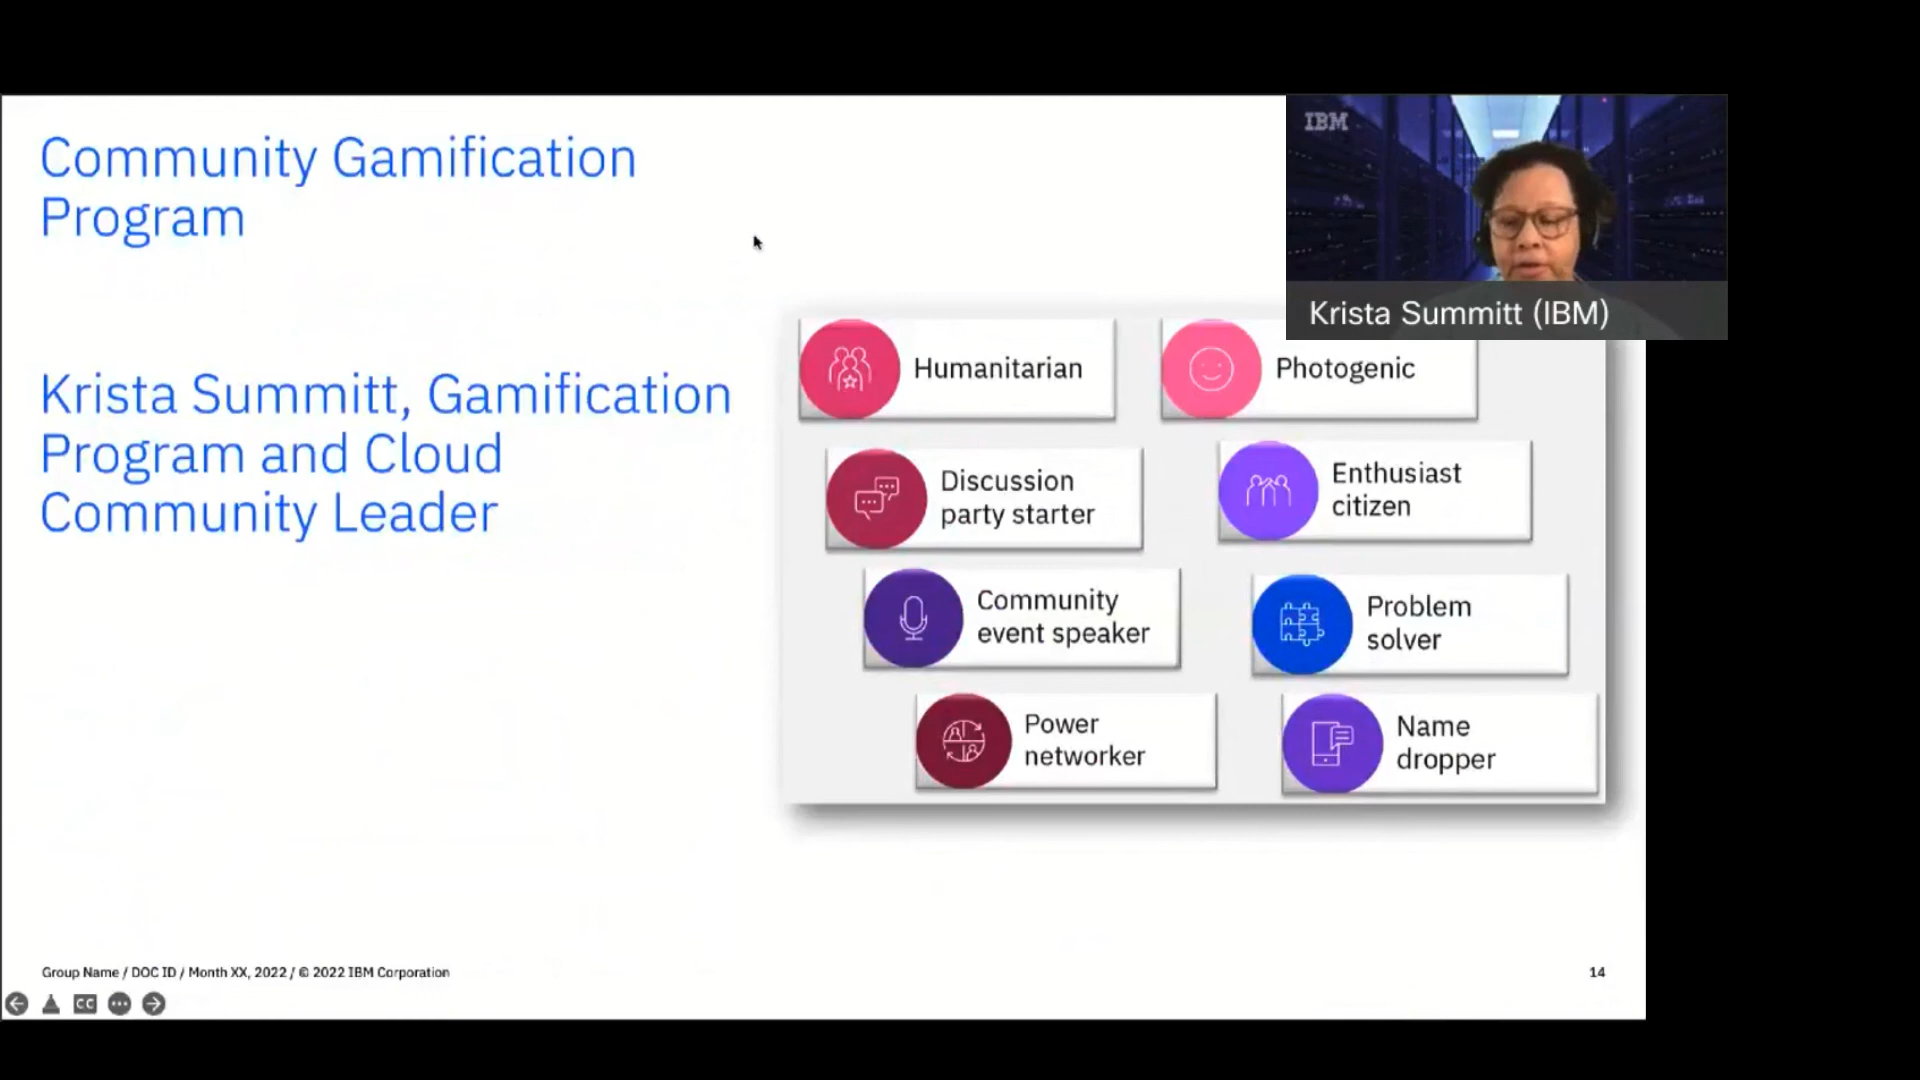 Community Gamification
Program
IBM
Krista Summitt (IBM)
Krista Summitt, Gamification
Program and Cloud
Community Leader
Humanitarian
Photogenic
Discussion
party starter
Enthusiast
citizen
Community
event speaker
Problem
solver
Power
networker
Name
dropper
Group Name / DOC ID / Month XX, 2022 / © 2022 IBM Corporation
14
CC